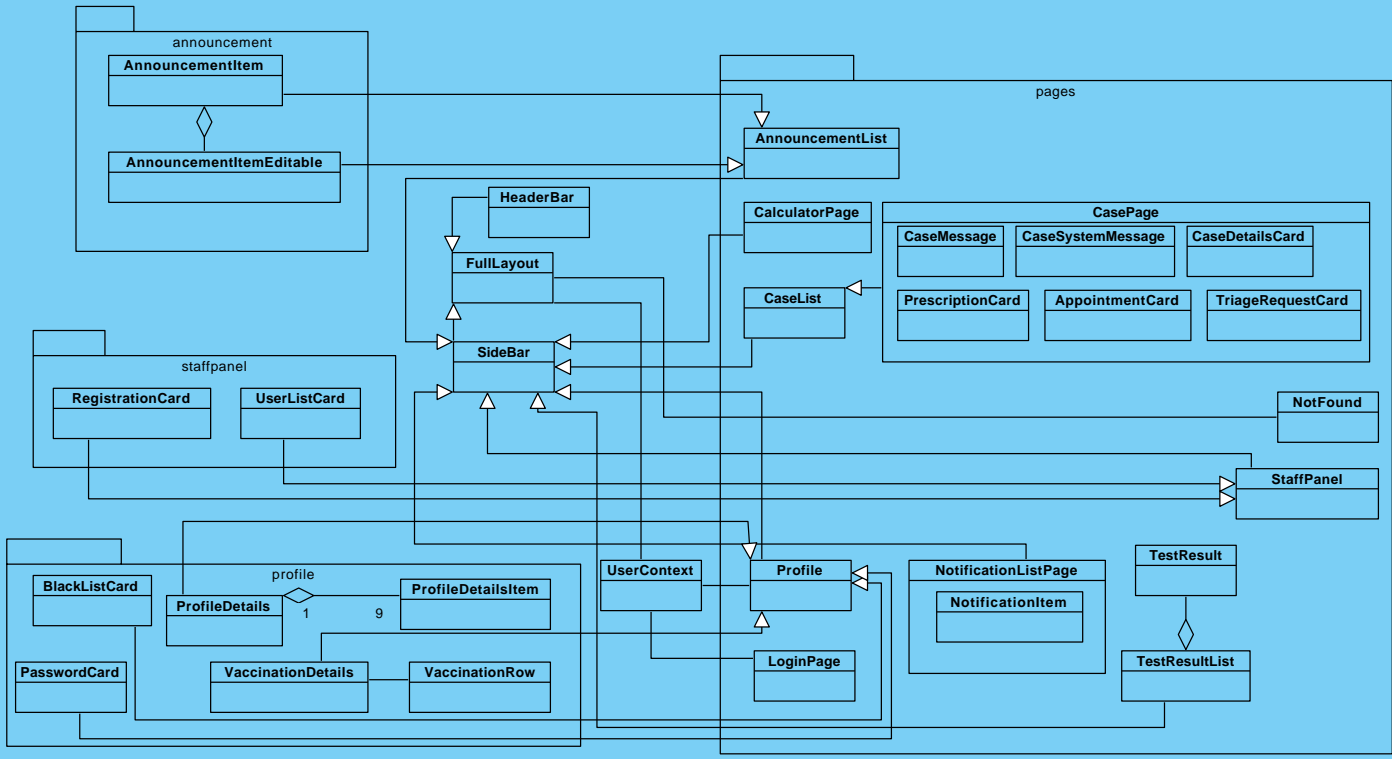 announcement
AnnouncementItem
AnnouncementItemEditable
pages
AnnouncementList
HeaderBar
CalculatorPage
CasePage
CaseMessage
CaseSystemMessage
CaseDetailsCard
FullLayout
CaseList
PrescriptionCard
AppointmentCard
TriageRequestCard
SideBar
staffpanel
RegistrationCard
UserListCard
NotFound
StaffPanel
profile
BlackListCard
ProfileDetails
1
9
ProfileDetailsItem
UserContext
Profile
NotificationListPage
NotificationItem
TestResult
PasswordCard
VaccinationDetails
VaccinationRow
LoginPage
TestResultList